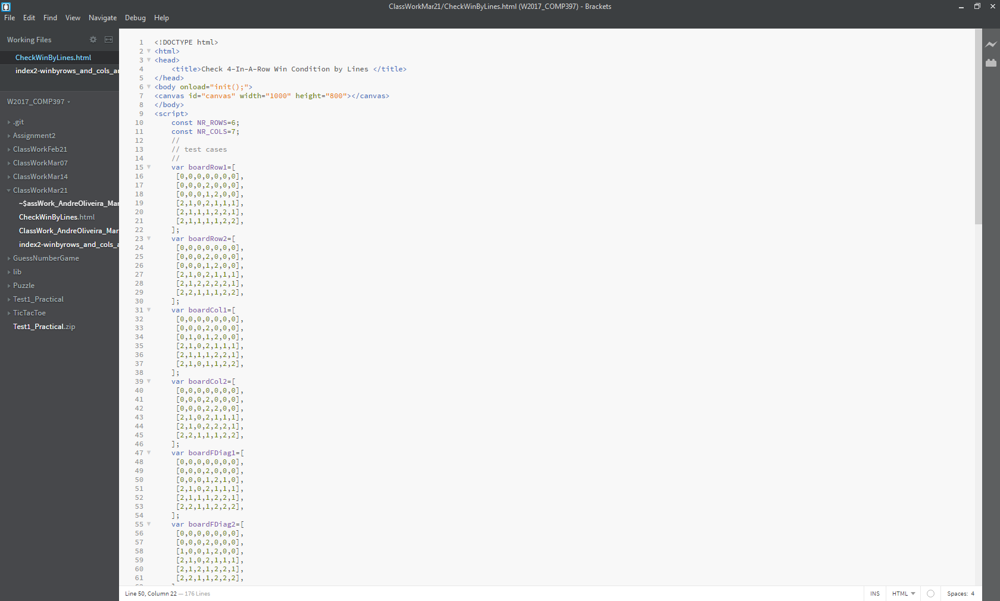 ClassWorkMar21/CheckWinByLines.html (W2017_COMP397) - Brackets
File Edit Find View Navigate Debug Help
Working Files
CheckWinByLines.html
index2-winbyrows_and_cols_a
W2017_COMP397
.git
Assignment2
ClassWorkFeb21
ClassWorkMar07
ClassWorkMar14
ClassWorkMar21
~$assWork_AndreOliveira_Mar
CheckWinByLines.html
ClassWork_AndreOliveira_Mar
index2-winbyrows_and_cols_a
GuessNumberGame
lib
Puzzle
Test1_Practical
TicTacToe
Test1_Practical.zip
1 <!DOCTYPE html>
2 <html>
3 <head>
4     <title>Check 4-In-A-Row Win Condition by Lines </title>
5 </head>
6 <body onload="init();">
7 <canvas id="canvas" width="1000" height="800"></canvas>
8 </body>
9 <script>
10     const NR_ROWS=6;
11     const NR_COLS=7;
12     //
13     // test cases
14     //
15     var boardRow1=[
16      [0,0,0,0,0,0,0],
17      [0,0,0,2,0,0,0],
18      [0,0,0,1,2,0,0],
19      [2,1,0,2,1,1,1],
20      [2,1,1,1,2,2,1],
21      [2,1,1,1,1,2,2],
22     ];
23     var boardRow2=[
24      [0,0,0,0,0,0,0],
25      [0,0,0,2,0,0,0],
26      [0,0,0,1,2,0,0],
27      [2,1,0,2,1,1,1],
28      [2,1,2,2,2,2,1],
29      [2,2,1,1,1,2,2],
30     ];
31     var boardCol1=[
32      [0,0,0,0,0,0,0],
33      [0,0,0,2,0,0,0],
34      [0,1,0,1,2,0,0],
35      [2,1,0,2,1,1,1],
36      [2,1,1,1,2,2,1],
37      [2,1,0,1,1,2,2],
38     ];
39     var boardCol2=[
40      [0,0,0,0,0,0,0],
41      [0,0,0,2,0,0,0],
42      [0,0,0,2,2,0,0],
43      [2,1,0,2,1,1,1],
44      [2,1,0,2,2,2,1],
45      [2,2,1,1,1,2,2],
46     ];
47     var boardFDiag1=[
48      [0,0,0,0,0,0,0],
49      [0,0,0,2,0,0,0],
50      [0,0,0,1,2,1,0],
51      [2,1,0,2,1,1,1],
52      [2,1,1,1,2,2,1],
53      [2,2,1,1,2,2,2],
54     ];
55     var boardFDiag2=[
56      [0,0,0,0,0,0,0],
57      [0,0,0,2,0,0,0],
58      [1,0,0,1,2,0,0],
59      [2,1,0,2,1,1,1],
60      [2,1,2,1,2,2,1],
61      [2,2,1,1,2,2,2],
Line 50, Column 22 — 176 Lines
INS HTML Spaces: 4